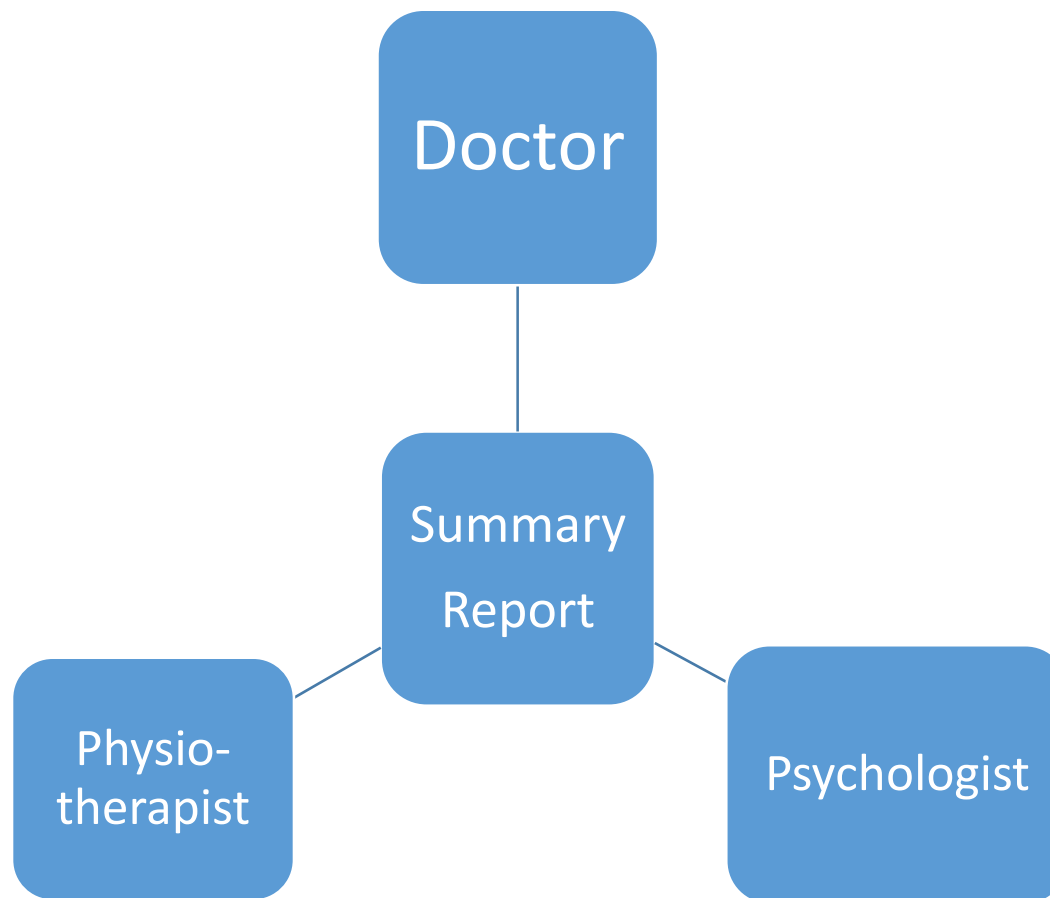 Doctor
Summary
Report
Physio-
therapist
Psychologist